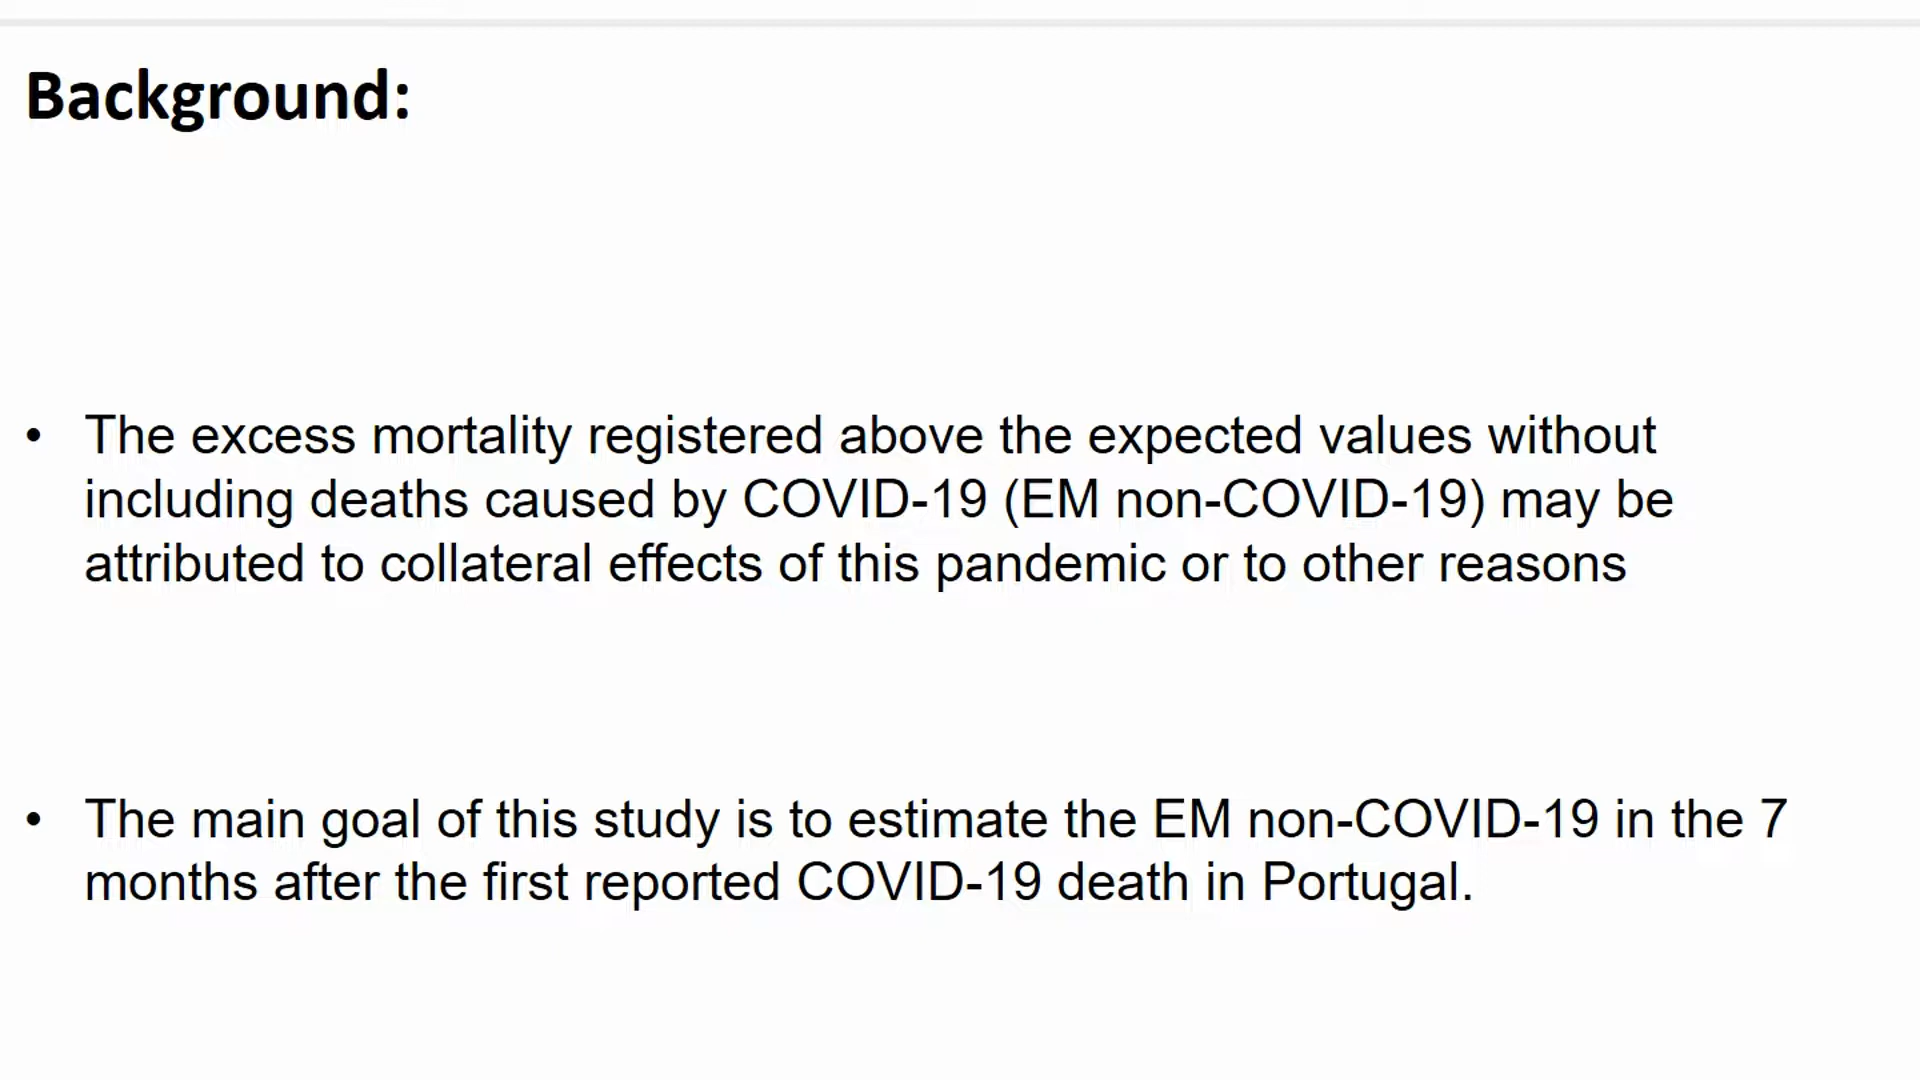 Background:
• The excess mortality registered above the expected values without
including deaths caused by COVID-19 (EM non-COVID-19) may be
attributed to collateral effects of this pandemic or to other reasons
• The main goal of this study is to estimate the EM non-COVID-19 in the 7
months after the first reported COVID-19 death in Portugal.